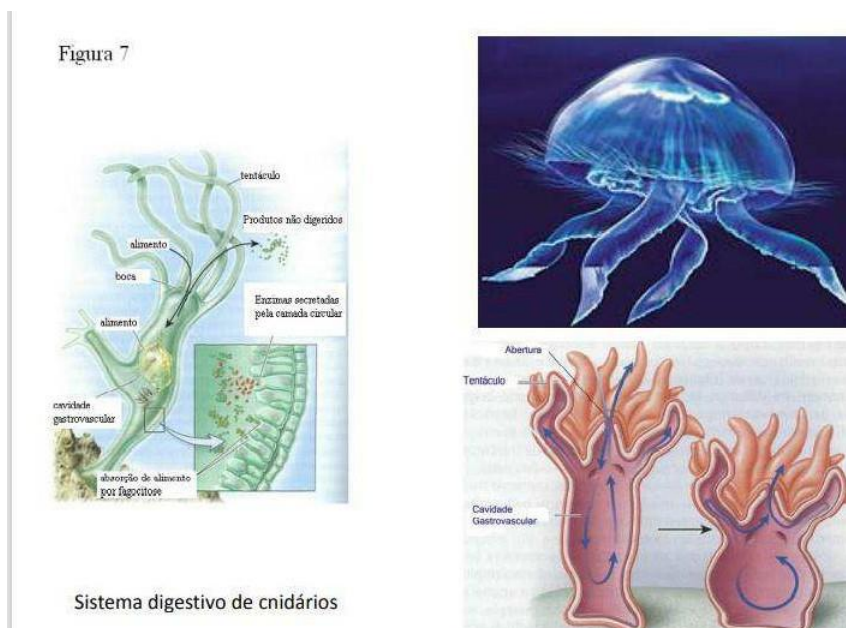 Figura 7
tentáculo
Produtos não digeridos
alimento
boca
Enzimas secretadas
pela camada circular
alimento
cavidade
gastrovascular
absorção de alimento
por fagocitose
Sistema digestivo de cnidários
Abertura
Tentáculo
Cavidade
Gastrovascular